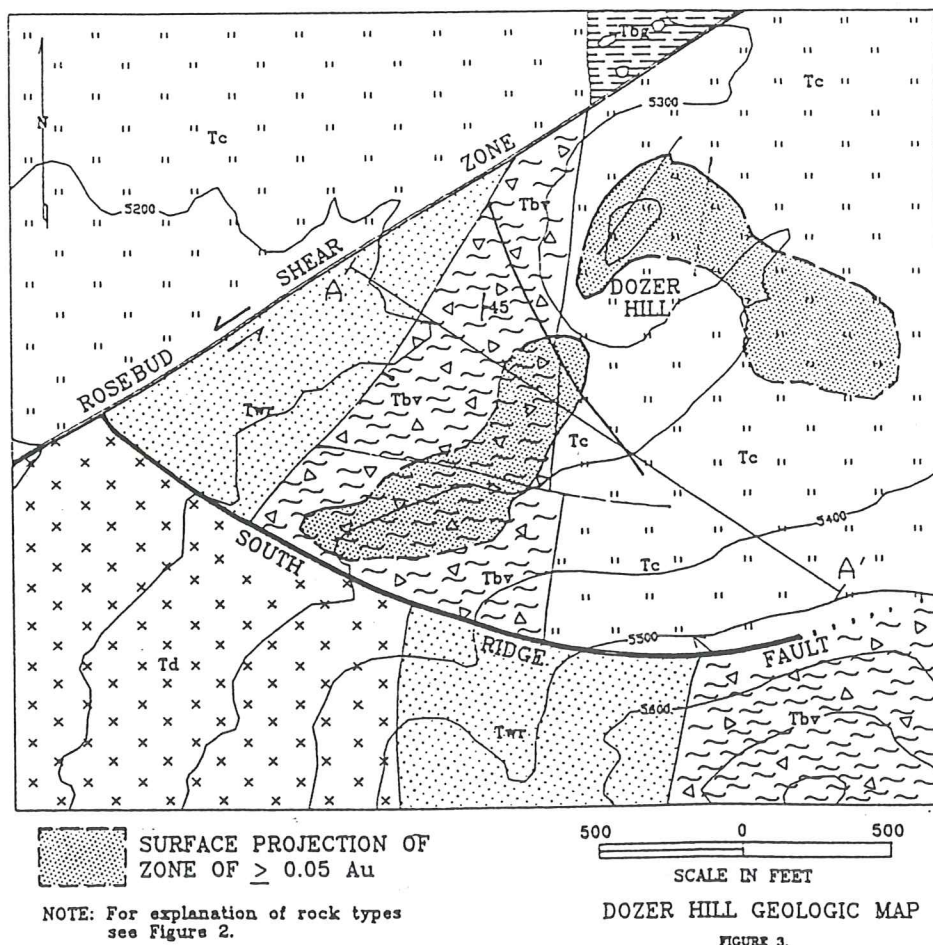 Tbg
Tc
Tc
5300
N
ZONE
Tbv
5200
SHEAR
A
DOZER
HILL
45
ROSEBUD
Twr
Tbv
Tc
Tc
5400
SOUTH
Tbv
Tc
A'
5500
RIDGE
FAULT
Td
5600
Twr
Tbv
SURFACE PROJECTION OF
ZONE OF ≥ 0.05 Au
500 0 500
SCALE IN FEET
NOTE: For explanation of rock types
see Figure 2.
DOZER HILL GEOLOGIC MAP
FIGURE 3.